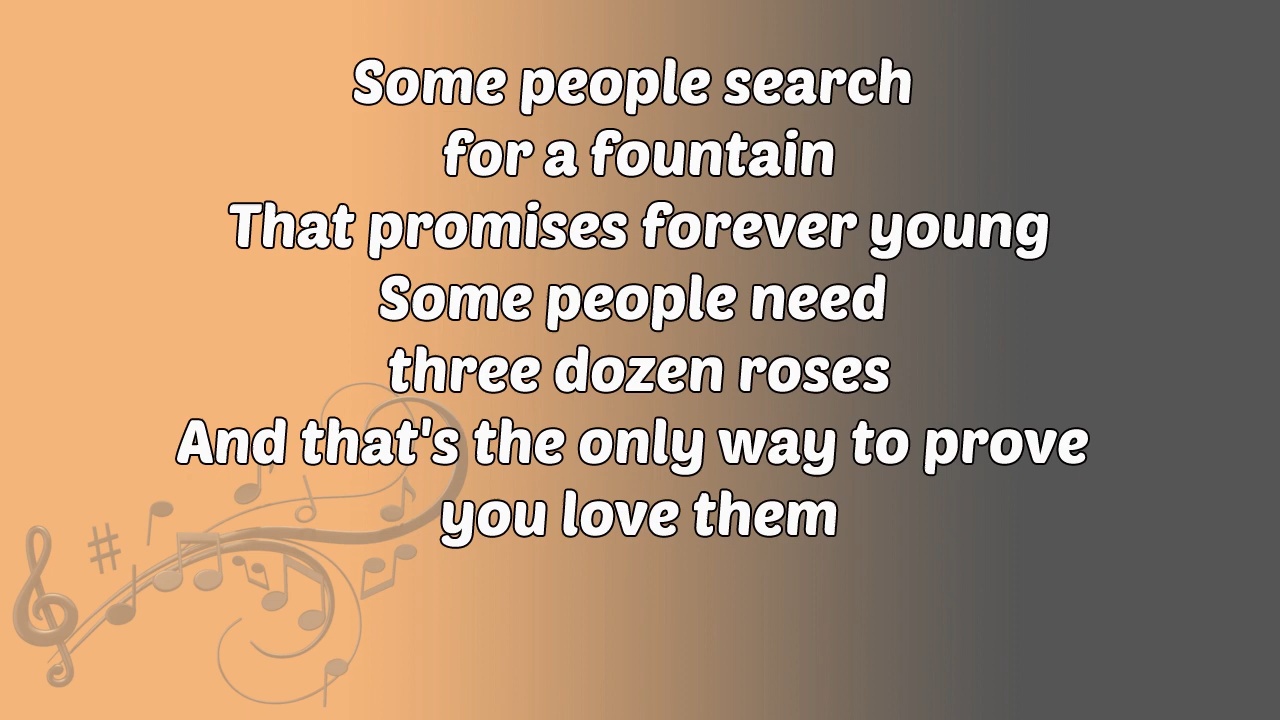 Some people search
for a fountain
That promises forever young
Some people need
three dozen roses
And that's the only way to prove
you love them